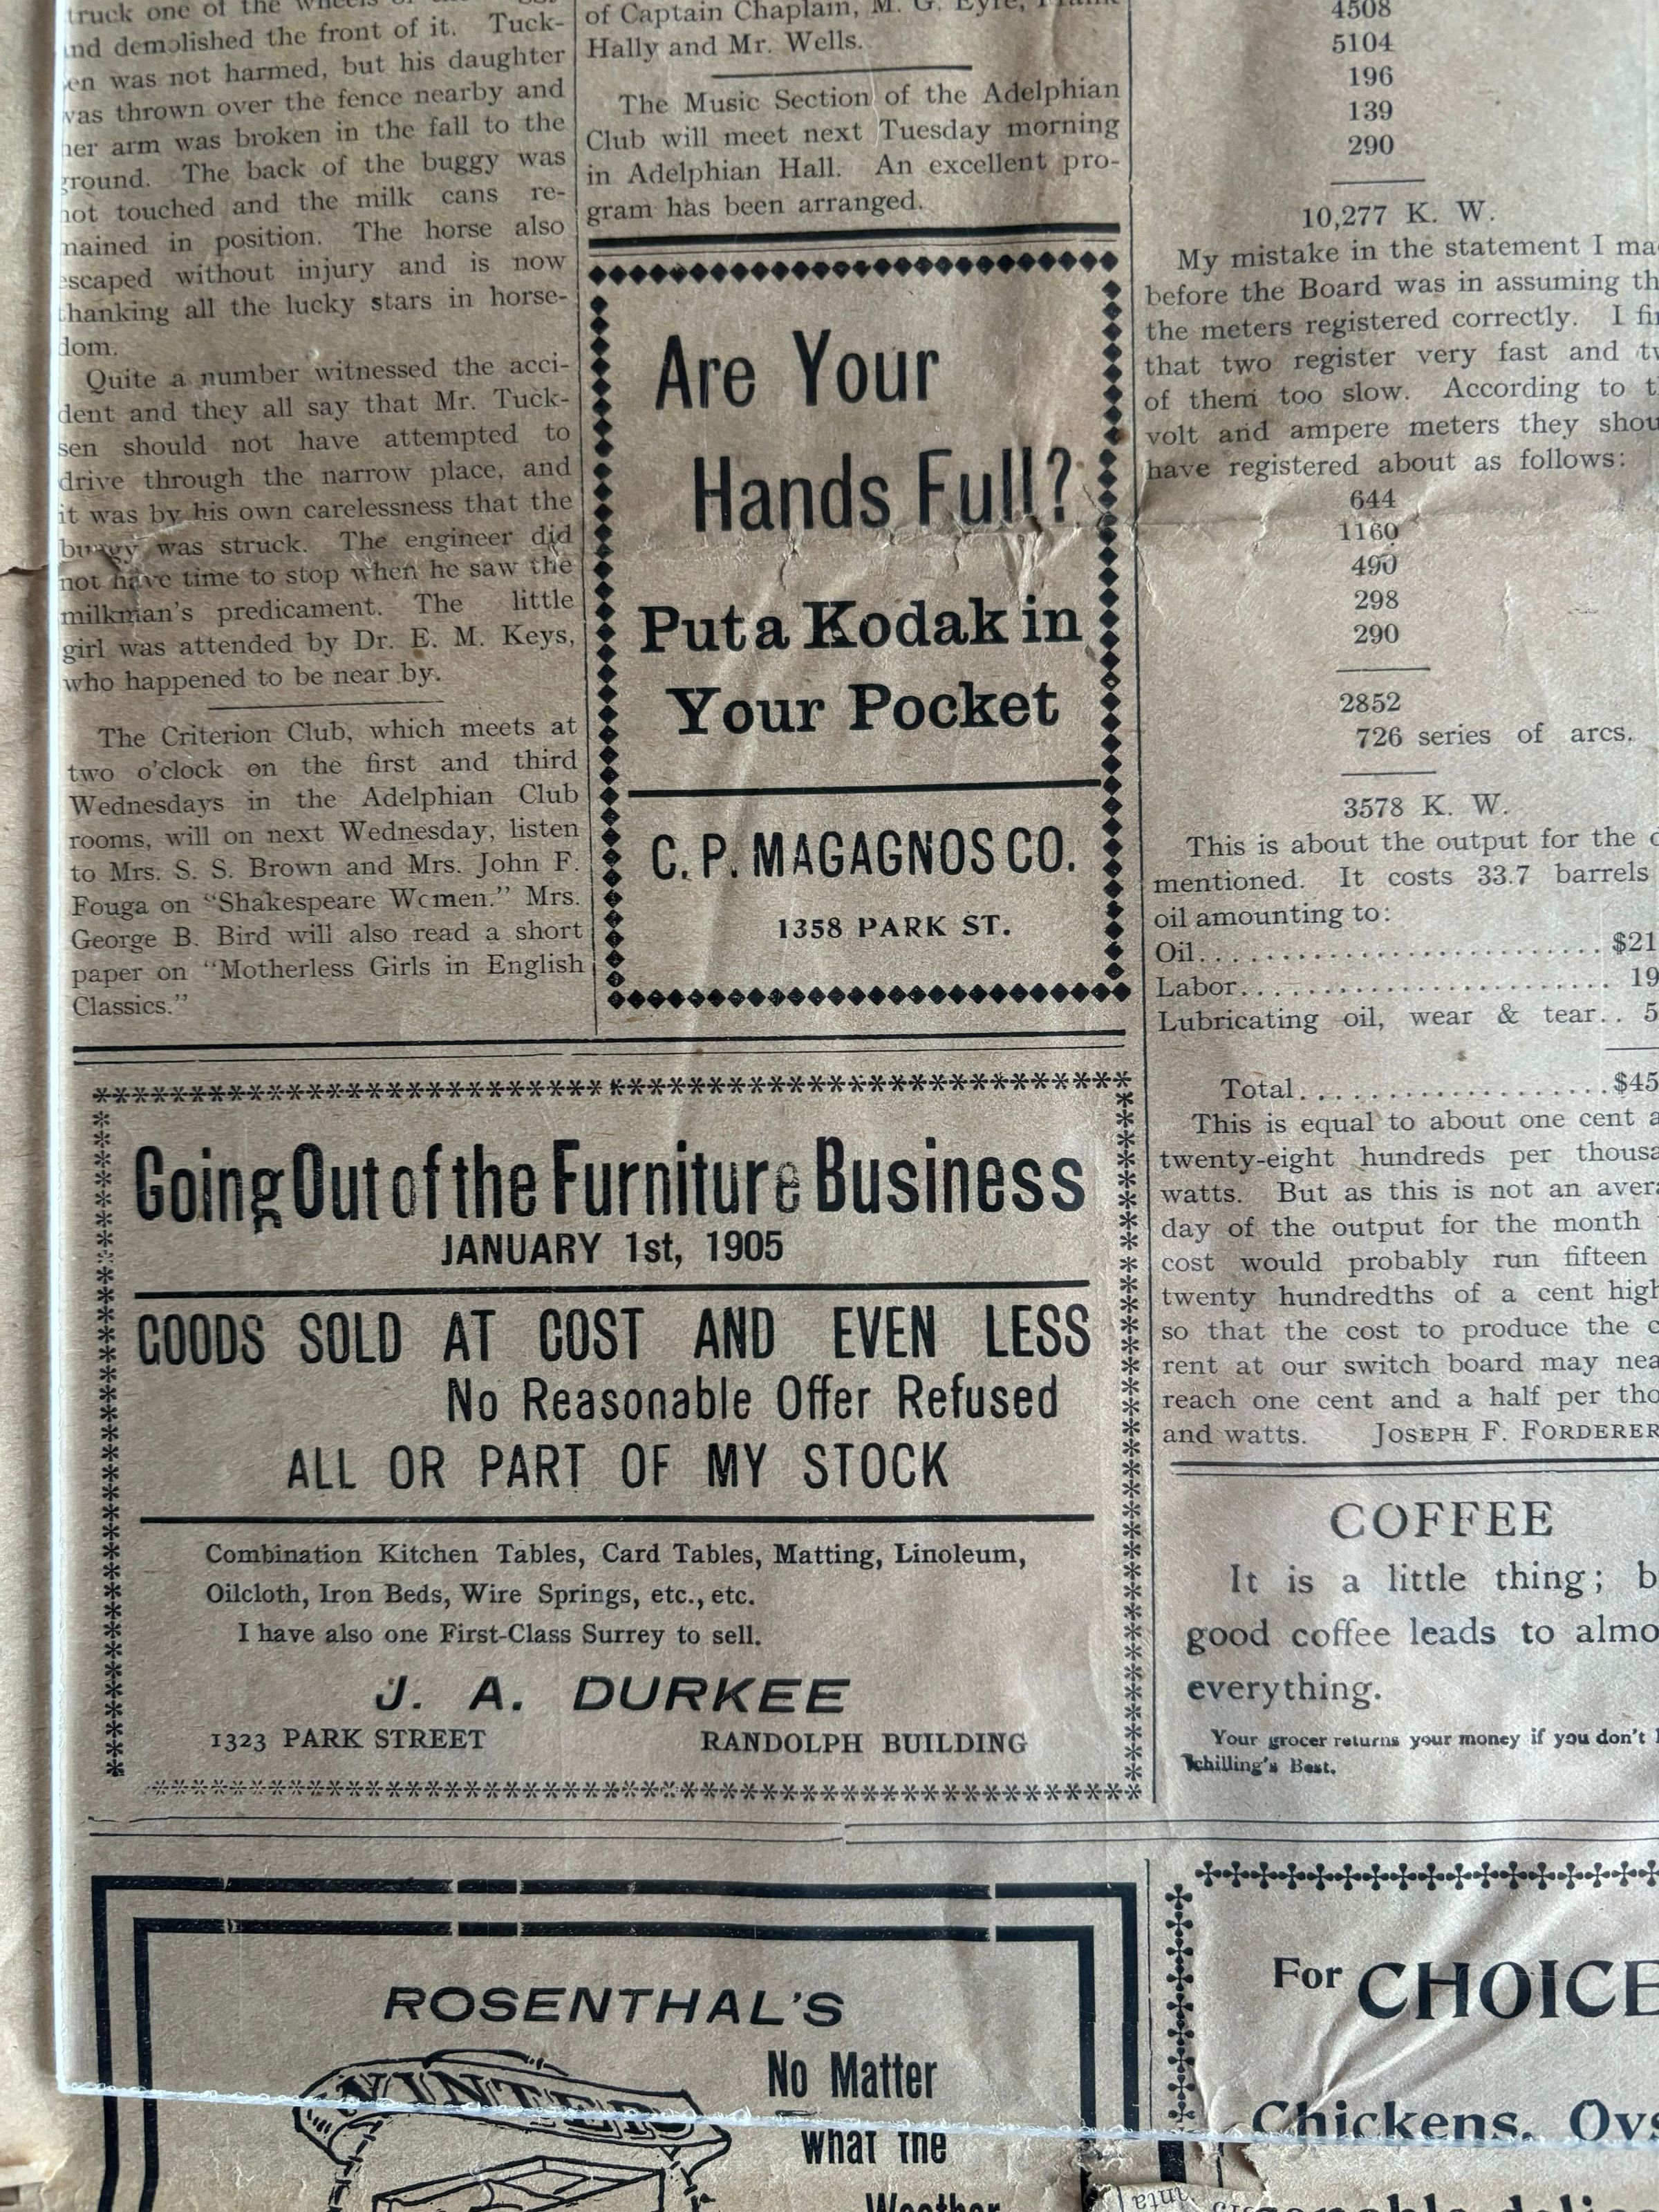 one of the wheels of
and demolished the front of it. Tuck-
was not harmed, but his daughter
was thrown over the fence nearby and
her arm was broken in the fall to the
ground. The back of the buggy was
not touched and the milk cans re-
mained in position. The horse also
escaped without injury and is now
thanking all the lucky stars in horse-
dom.
Quite a number witnessed the acci-
dent and they all say that Mr. Tuck-
sen should not have attempted to
drive through the narrow place, and
it was by his own carelessness that the
buggy was struck. The engineer did
not have time to stop when he saw the
milkman's predicament. The little
girl was attended by Dr. E. M. Keys,
who happened to be near by.
The Criterion Club, which meets at
two o'clock on the first and third
Wednesdays in the Adelphian Club
rooms, will on next Wednesday, listen
to Mrs. S. S. Brown and Mrs. John F.
Fouga on "Shakespeare Wcmen." Mrs.
George B. Bird will also read a short
paper on "Motherless Girls in English
Classics."
of Captain Chaplain, M. G. Eyre, Frank
Hally and Mr. Wells.
The Music Section of the Adelphian
Club will meet next Tuesday morning
in Adelphian Hall. An excellent pro-
gram has been arranged.
Are Your
Hands Full?
Put a Kodak in
Your Pocket
C. P. MAGAGNOS CO.
1358 PARK ST.
Going Out of the Furniture Business
JANUARY 1st, 1905
GOODS SOLD AT COST AND EVEN LESS
No Reasonable Offer Refused
ALL OR PART OF MY STOCK
Combination Kitchen Tables, Card Tables, Matting, Linoleum,
Oilcloth, Iron Beds, Wire Springs, etc., etc.
I have also one First-Class Surrey to sell.
J. A. DURKEE
1323 PARK STREET RANDOLPH BUILDING
ROSENTHAL'S
WINTER
No Matter
what the
Weather
4508
5104
196
139
290
10,277 K. W.
My mistake in the statement I ma
before the Board was in assuming th
the meters registered correctly. I fi
that two register very fast and tw
of them too slow. According to t
volt and ampere meters they shou
have registered about as follows:
644
1160
490
298
290
2852
726 series of arcs.
3578 K. W.
This is about the output for the d
mentioned. It costs 33.7 barrels
oil amounting to:
Oil............................ $21
Labor........................ 19
Lubricating oil, wear & tear.. 5
Total....................$45
This is equal to about one cent a
twenty-eight hundreds per thousa
watts. But as this is not an avera
day of the output for the month
cost would probably run fifteen
twenty hundredths of a cent high
so that the cost to produce the c
rent at our switch board may nea
reach one cent and a half per tho
and watts. JOSEPH F. FORDERER
COFFEE
It is a little thing; b
good coffee leads to almo
everything.
Your grocer returns your money if you don't
Schilling's Best.
For CHOICE
Chickens, Oys